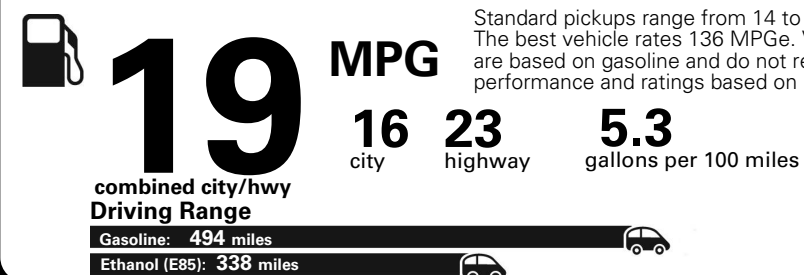 Standard pickups range from 14 to
The best vehicle rates 136 MPGe.
are based on gasoline and do not
performance and ratings based on
19 MPG
16 23 5.3
city highway gallons per 100 miles
combined city/hwy
Driving Range
Gasoline: 494 miles
Ethanol (E85): 338 miles